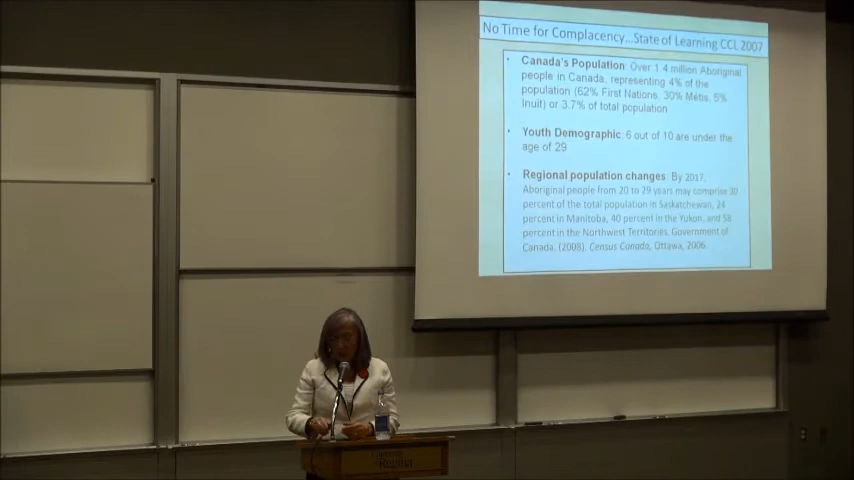 No Time for Complacency...State of Learning CCL 2007
• Canada's Population: Over 1.4 million Aboriginal
people in Canada, representing 4% of the
population (62% First Nations, 30% Métis, 5%
Inuit) or 3.7% of total population
• Youth Demographic: 6 out of 10 are under the
age of 29
• Regional population changes: By 2017,
Aboriginal people from 20 to 29 years may comprise 30
percent of the total population in Saskatchewan, 24
percent in Manitoba, 40 percent in the Yukon, and 58
percent in the Northwest Territories. Government of
Canada. (2008). Census Canada, Ottawa, 2006.
University
of Regina